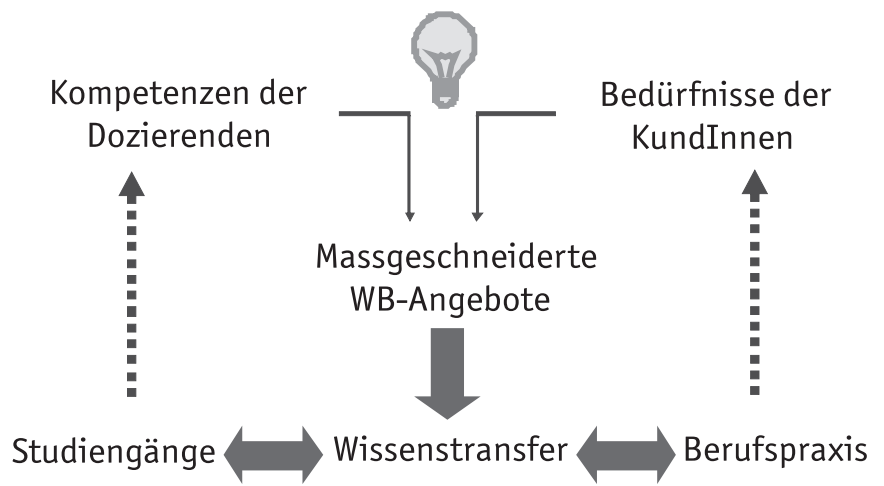 Kompetenzen der
Dozierenden
Bedürfnisse der
KundInnen
Massgeschneiderte
WB-Angebote
Studiengänge
Wissenstransfer
Berufspraxis